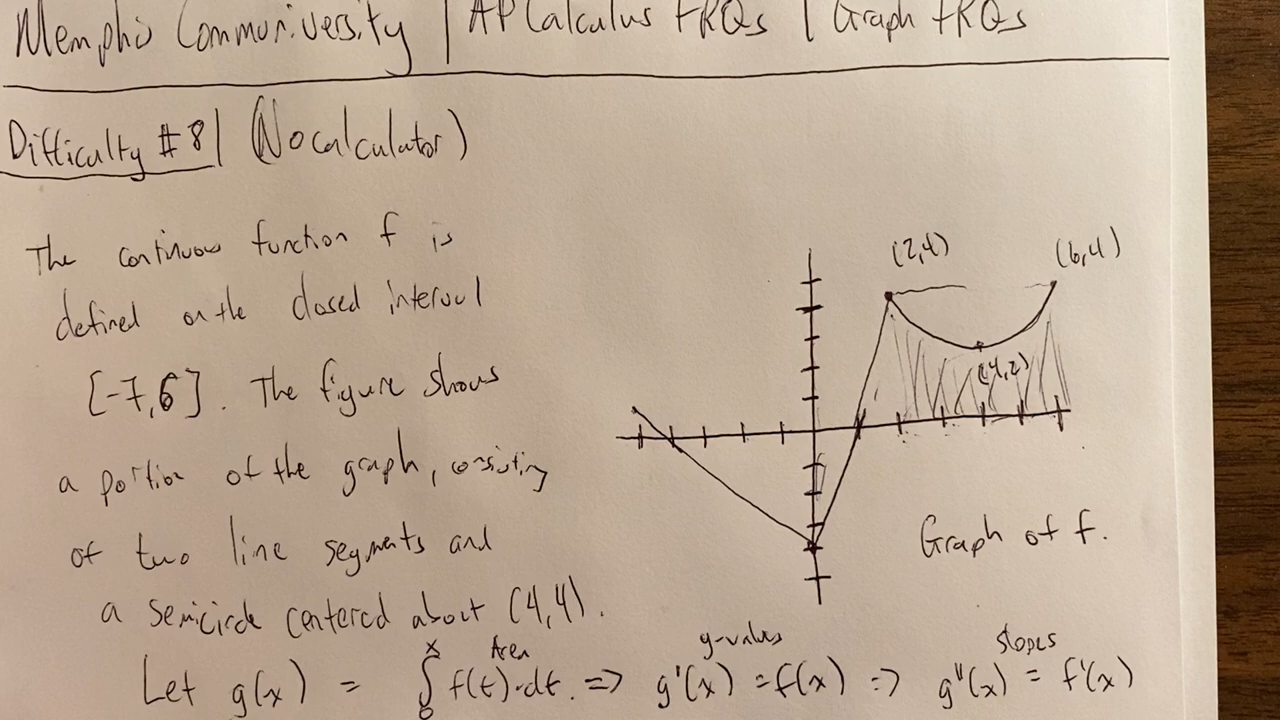 Memphis Communiversity | AP Calculus FRQs | Graph FRQs
Difficulty #8 | (No calculator)
The continuous function f is
defined on the closed interval
[-7,6]. The figure shows
a portion of the graph, consisting
of two line segments and
a semicircle centered about (4,4).
(2,4)
(6,4)
(4,2)
Graph of f.
Area
y-values
slopes
Let g(x) = ∫₀ˣ f(t)·dt. => g'(x) = f(x) => g"(x) = f'(x)